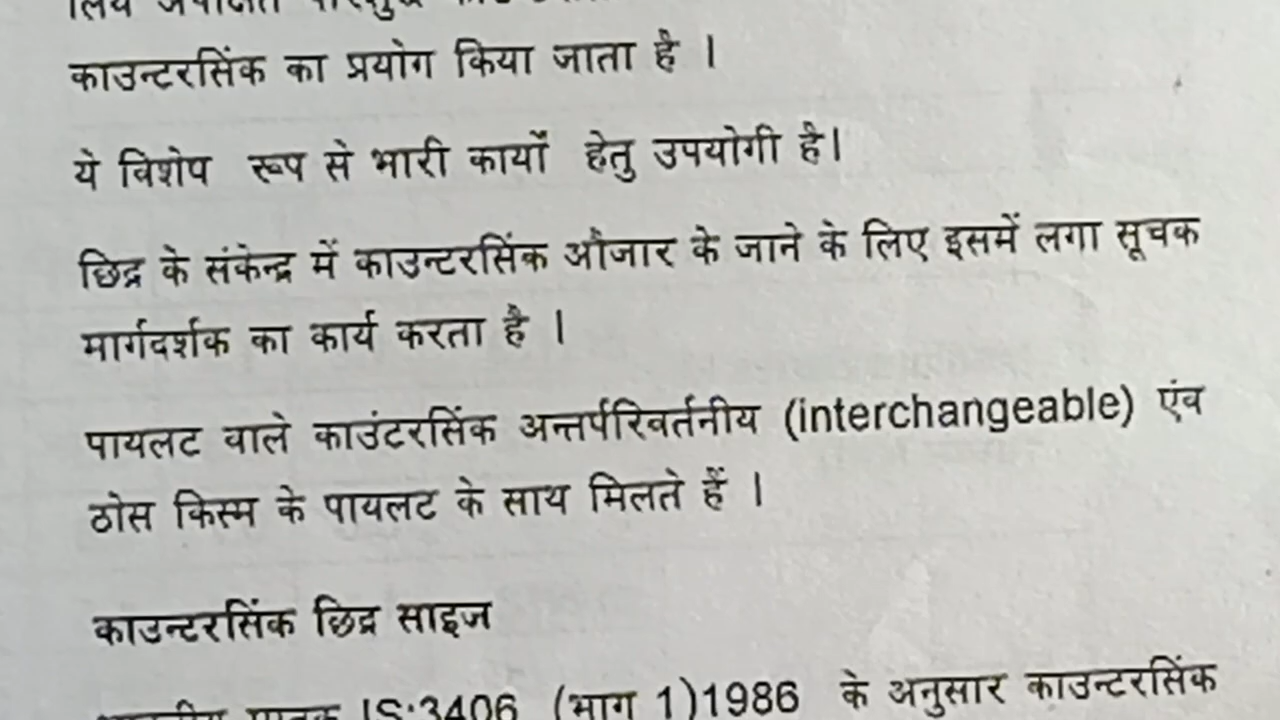 काउन्टरसिंक का प्रयोग किया जाता है ।
ये विशेष रूप से भारी कार्यों हेतु उपयोगी है।
छिद्र के संकेन्द्र में काउन्टरसिंक औजार के जाने के लिए इसमें लगा सूचक
मार्गदर्शक का कार्य करता है ।
पायलट वाले काउंटरसिंक अन्तर्परिवर्तनीय (interchangeable) एंव
ठोस किस्म के पायलट के साथ मिलते हैं ।
काउन्टरसिंक छिद्र साइज
IS:3406 (भाग 1)1986 के अनुसार काउन्टरसिंक